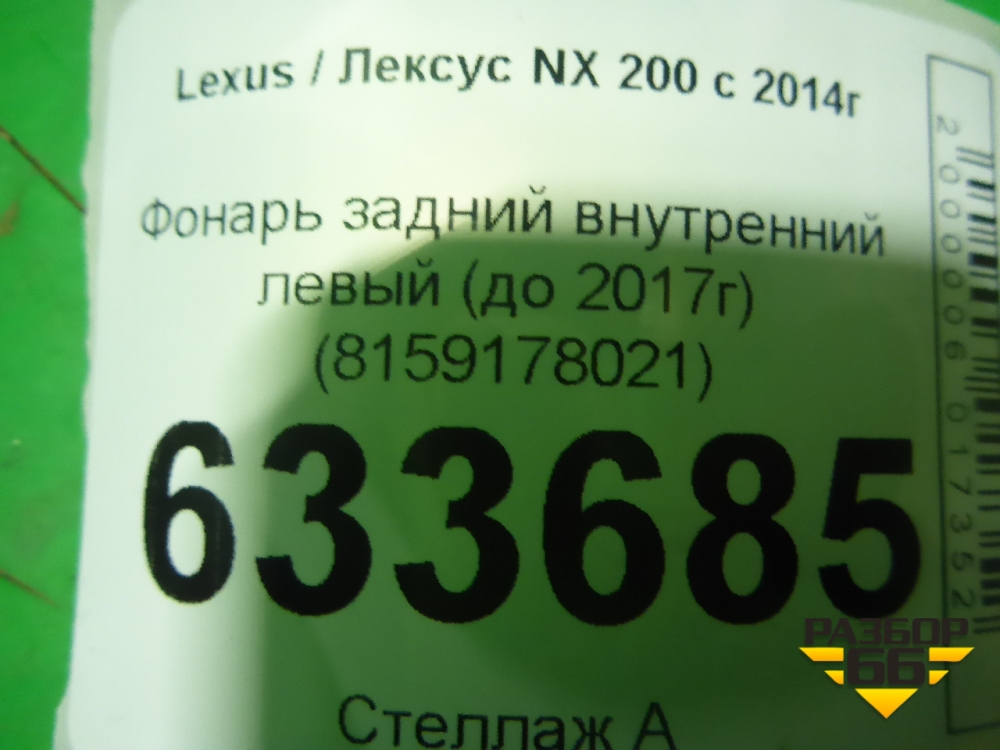 Lexus / Лексус NX 200 с 2014г
Фонарь задний внутренний
левый (до 2017г)
(8159178021)
633685
Стеллаж А
2000006017352
РАЗБОР
66